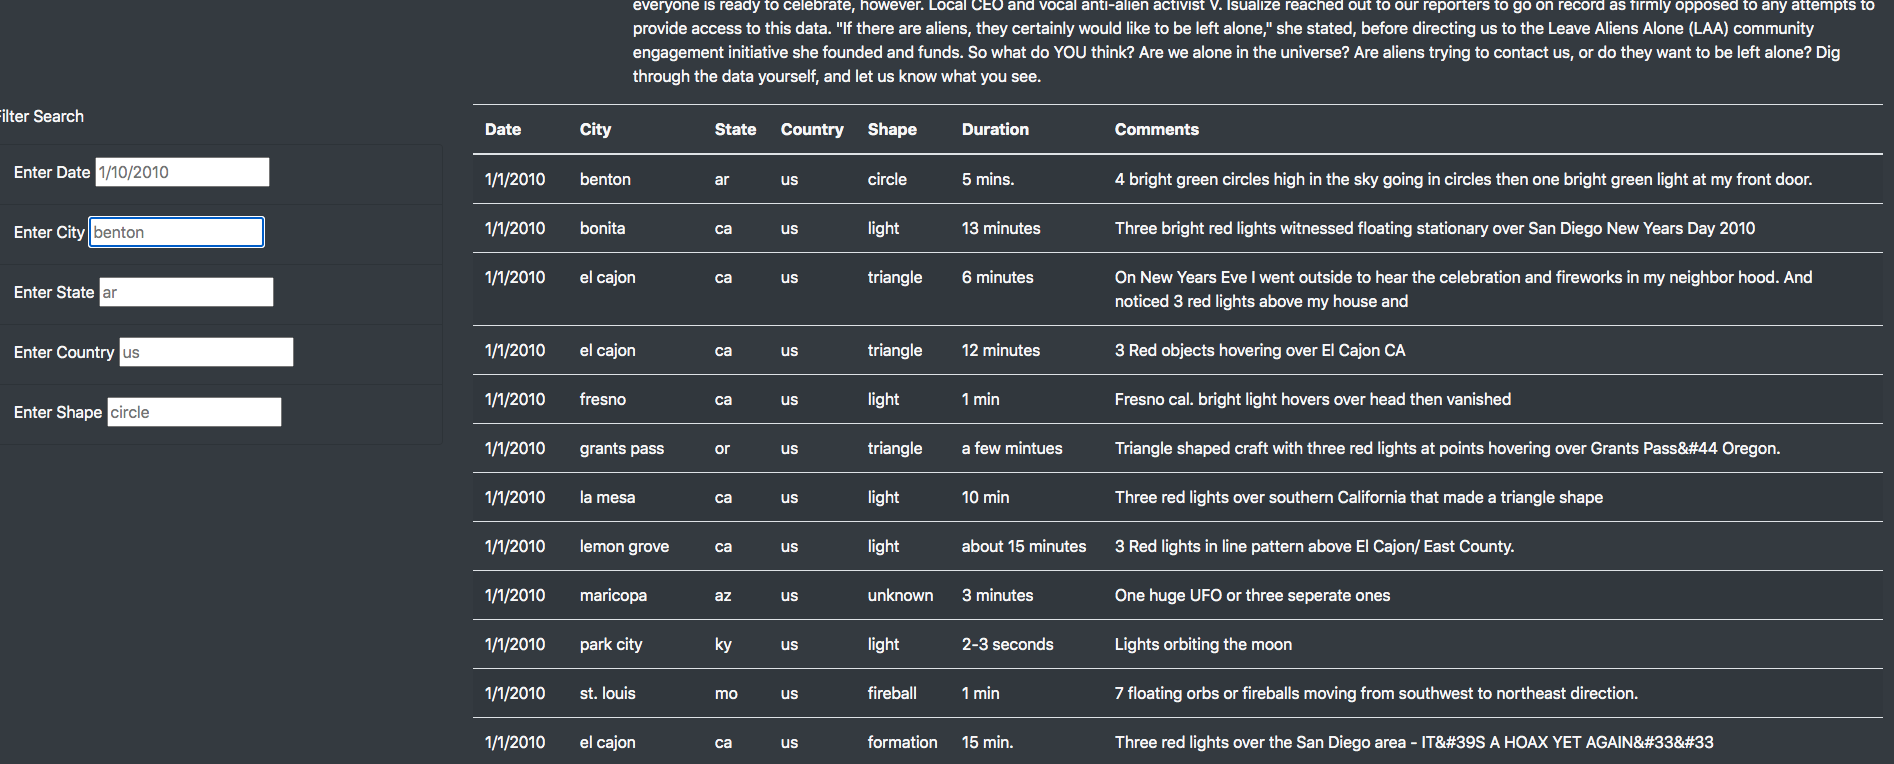 everyone is ready to celebrate, however. Local CEO and vocal anti-alien activist V. Isualize reached out to our reporters to go on record as firmly opposed to any attempts to
provide access to this data. "If there are aliens, they certainly would like to be left alone," she stated, before directing us to the Leave Aliens Alone (LAA) community
engagement initiative she founded and funds. So what do YOU think? Are we alone in the universe? Are aliens trying to contact us, or do they want to be left alone? Dig
through the data yourself, and let us know what you see.
Filter Search
Enter Date 1/10/2010
Enter City benton
Enter State ar
Enter Country us
Enter Shape circle
Date City State Country Shape Duration Comments
1/1/2010 benton ar us circle 5 mins. 4 bright green circles high in the sky going in circles then one bright green light at my front door.
1/1/2010 bonita ca us light 13 minutes Three bright red lights witnessed floating stationary over San Diego New Years Day 2010
1/1/2010 el cajon ca us triangle 6 minutes On New Years Eve I went outside to hear the celebration and fireworks in my neighbor hood. And
noticed 3 red lights above my house and
1/1/2010 el cajon ca us triangle 12 minutes 3 Red objects hovering over El Cajon CA
1/1/2010 fresno ca us light 1 min Fresno cal. bright light hovers over head then vanished
1/1/2010 grants pass or us triangle a few mintues Triangle shaped craft with three red lights at points hovering over Grants Pass&#44 Oregon.
1/1/2010 la mesa ca us light 10 min Three red lights over southern California that made a triangle shape
1/1/2010 lemon grove ca us light about 15 minutes 3 Red lights in line pattern above El Cajon/ East County.
1/1/2010 maricopa az us unknown 3 minutes One huge UFO or three seperate ones
1/1/2010 park city ky us light 2-3 seconds Lights orbiting the moon
1/1/2010 st. louis mo us fireball 1 min 7 floating orbs or fireballs moving from southwest to northeast direction.
1/1/2010 el cajon ca us formation 15 min. Three red lights over the San Diego area - IT&#39S A HOAX YET AGAIN&#33&#33